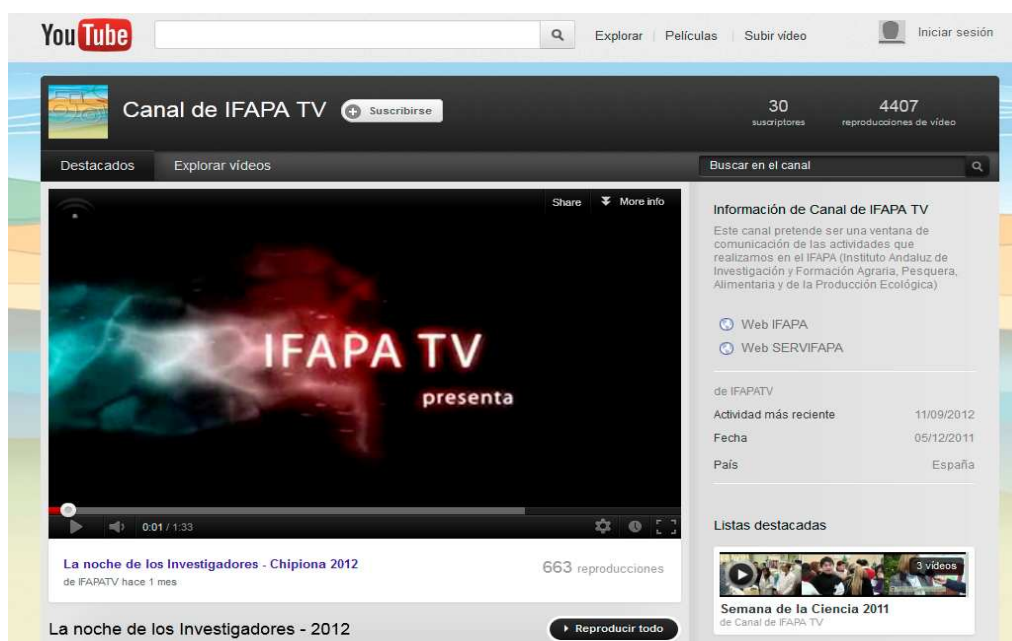 YouTube
Explorar
Películas
Subir vídeo
Iniciar sesión
Canal de IFAPA TV
Suscribirse
30
suscriptores
4407
reproducciones de vídeo
Destacados
Explorar vídeos
Buscar en el canal
Share
More info
IFAPA TV
presenta
0:01 / 1:33
La noche de los Investigadores - Chipiona 2012
de IFAPATV hace 1 mes
663 reproducciones
La noche de los Investigadores - 2012
Reproducir todo
Información de Canal de IFAPA TV
Este canal pretende ser una ventana de
comunicación de las actividades que
realizamos en el IFAPA (Instituto Andaluz de
Investigación y Formación Agraria, Pesquera,
Alimentaria y de la Producción Ecológica)
Web IFAPA
Web SERVIFAPA
de IFAPATV
Actividad más reciente 11/09/2012
Fecha 05/12/2011
País España
Listas destacadas
3 vídeos
Semana de la Ciencia 2011
de Canal de IFAPA TV